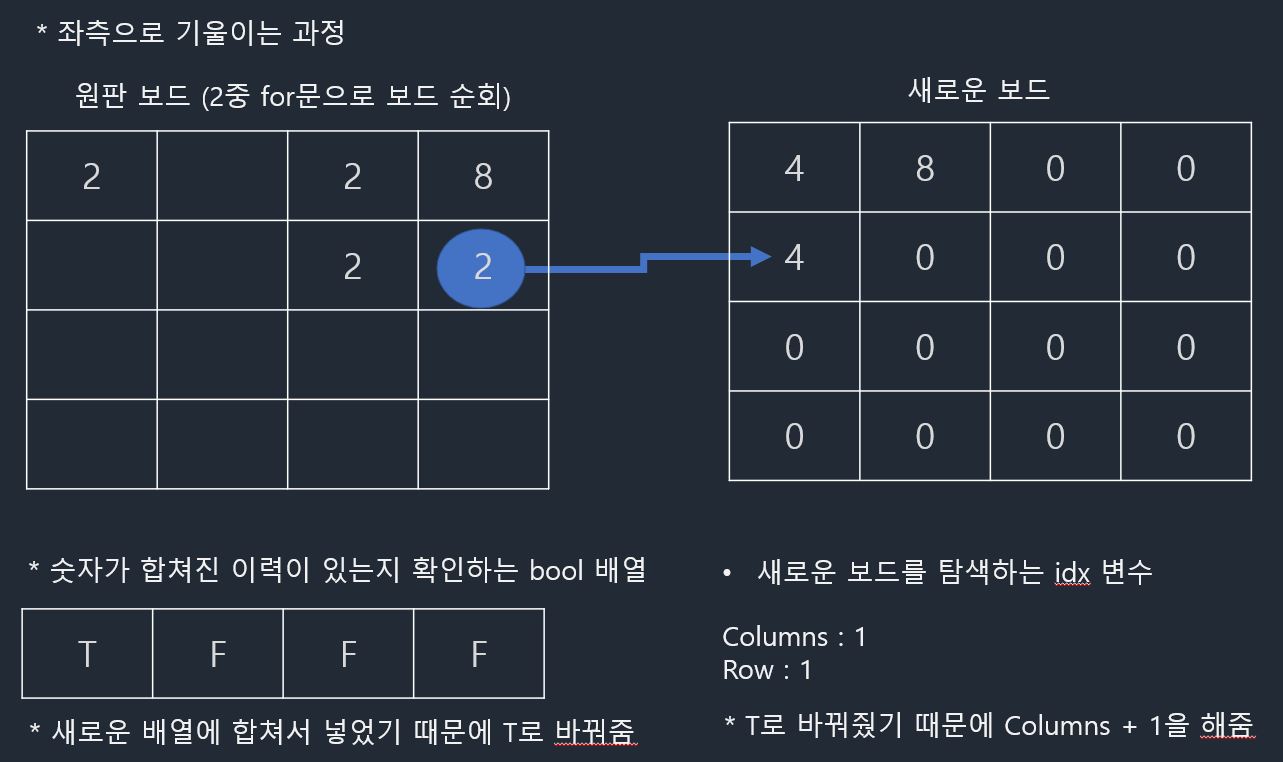 * 좌측으로 기울이는 과정
원판 보드 (2중 for문으로 보드 순회)
새로운 보드
2 2 8
4 8 0 0
2 2
4 0 0 0
0 0 0 0
0 0 0 0
* 숫자가 합쳐진 이력이 있는지 확인하는 bool 배열
• 새로운 보드를 탐색하는 idx 변수
T F F F
Columns : 1
Row : 1
* 새로운 배열에 합쳐서 넣었기 때문에 T로 바꿔줌
* T로 바꿔줬기 때문에 Columns + 1을 해줌